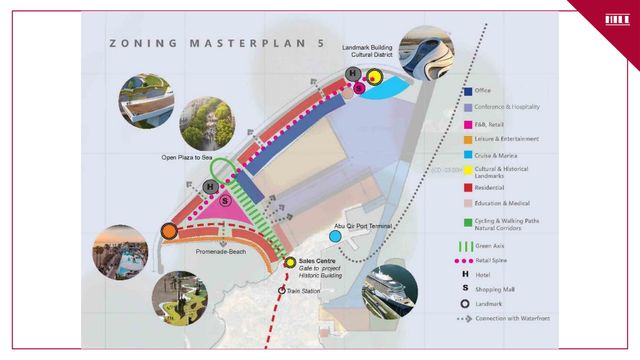 ZONING MASTERPLAN 5
Landmark Building
Cultural District
H
S
Open Plaza to Sea
H
S
Abu Qir Port Terminal
Promenade-Beach
Sales Centre
Gate to project
Historic Building
Train Station
Office
Conference & Hospitality
F&B, Retail
Leisure & Entertainment
Cruise & Marina
Cultural & Historical
Landmarks
Residential
Education & Medical
Cycling & Walking Paths
Natural Corridors
Green Axis
Retail Spine
H Hotel
S Shopping Mall
Landmark
Connection with Waterfront